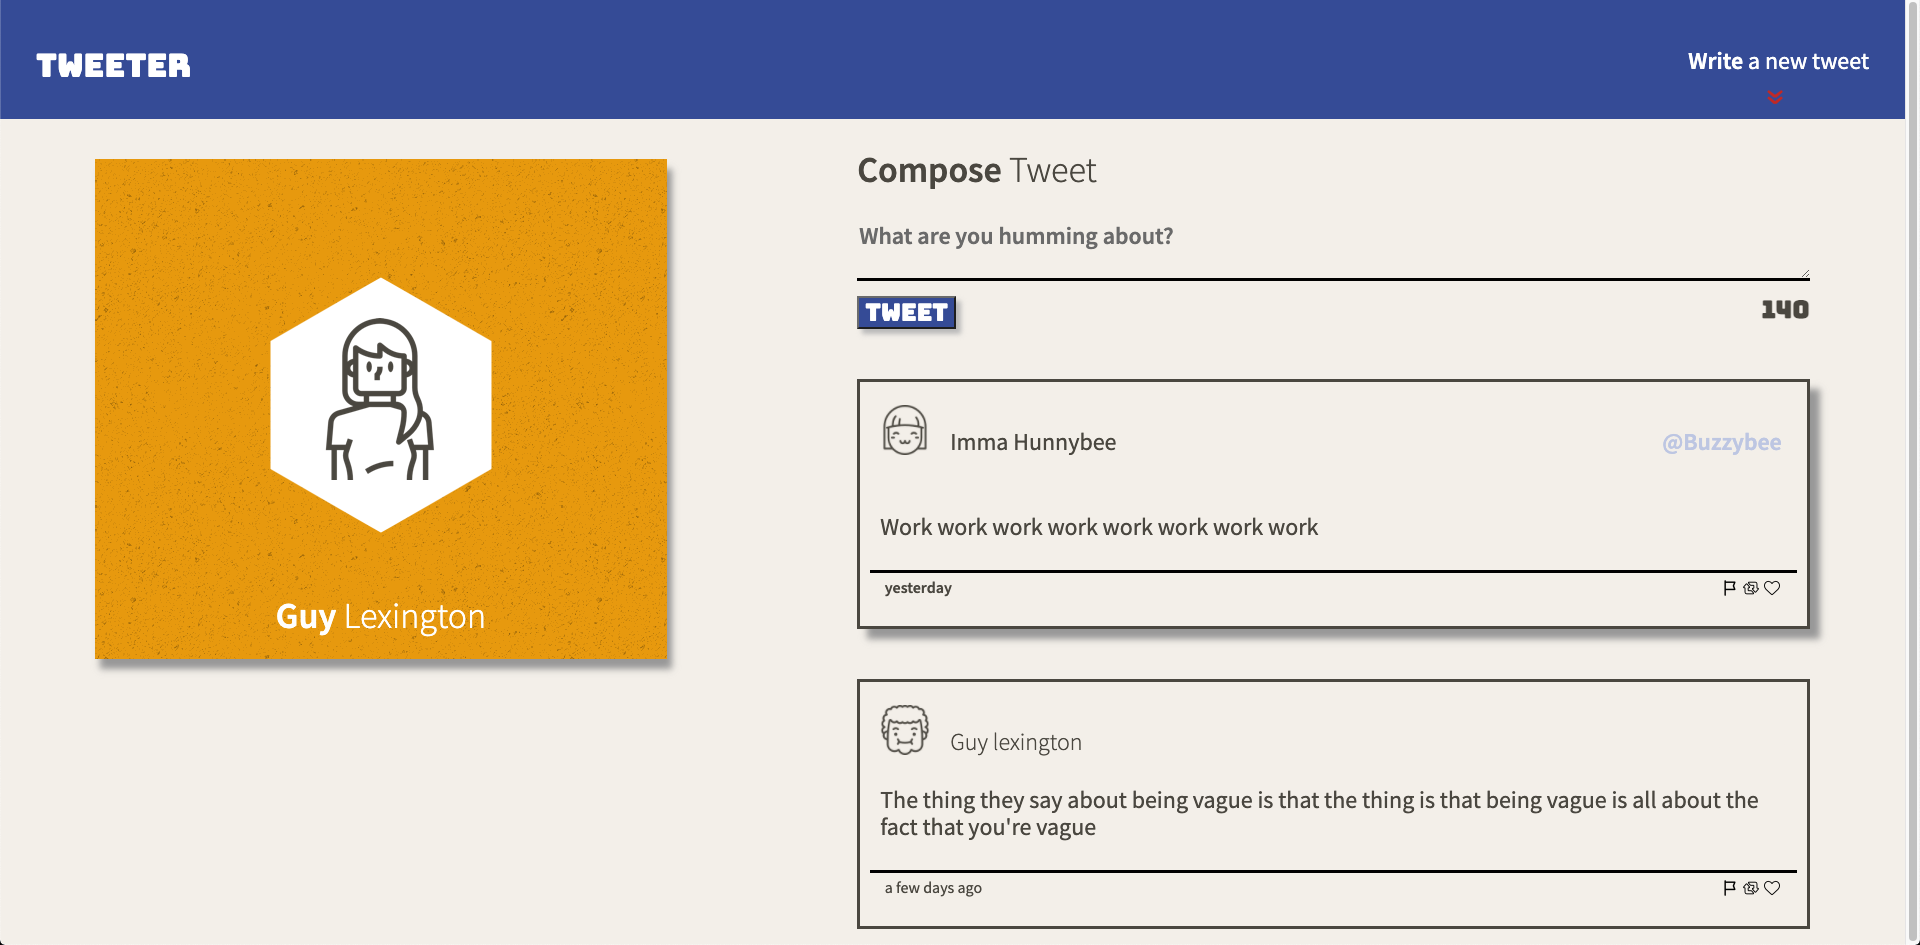 TWEETER
Write a new tweet
Guy Lexington
Compose Tweet
What are you humming about?
TWEET
140
Imma Hunnybee
@Buzzybee
Work work work work work work work work
yesterday
Guy lexington
The thing they say about being vague is that the thing is that being vague is all about the
fact that you're vague
a few days ago